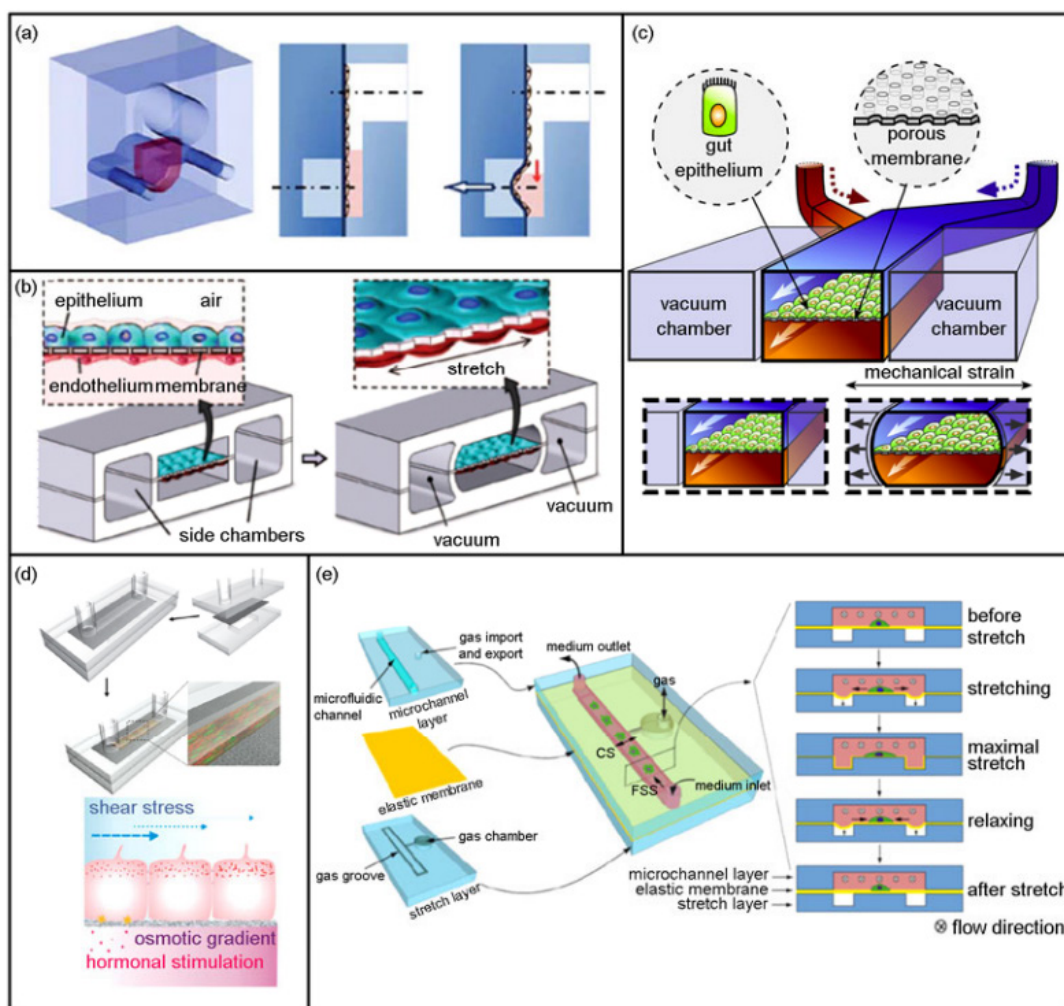 (a)
(b)
epithelium
air
endothelium
membrane
stretch
side chambers
vacuum
vacuum
(c)
gut
epithelium
porous
membrane
vacuum
chamber
vacuum
chamber
mechanical strain
(d)
shear stress
osmotic gradient
hormonal stimulation
(e)
gas import
and export
microfluidic
channel
microchannel
layer
elastic membrane
gas chamber
gas groove
stretch layer
medium outlet
gas
CS
FSS
medium inlet
before
stretch
stretching
maximal
stretch
relaxing
microchannel layer
elastic membrane
stretch layer
after stretch
⊗ flow direction